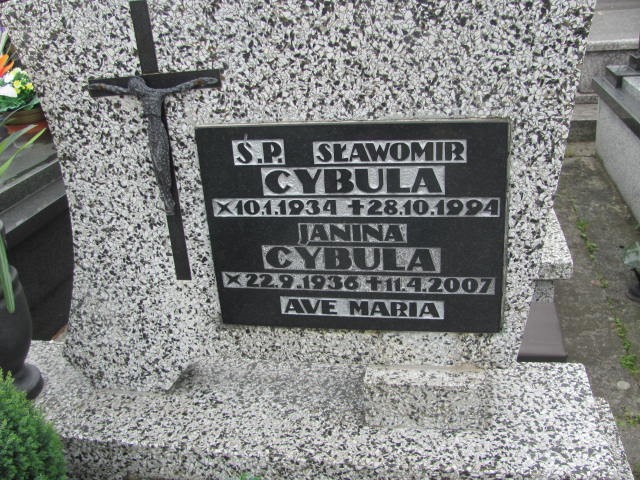 Ś.P. SŁAWOMIR
CYBULA
×10.1.1934 ✝28.10.1994
JANINA
CYBULA
×22.9.1936 ✝11.4.2007
AVE MARIA